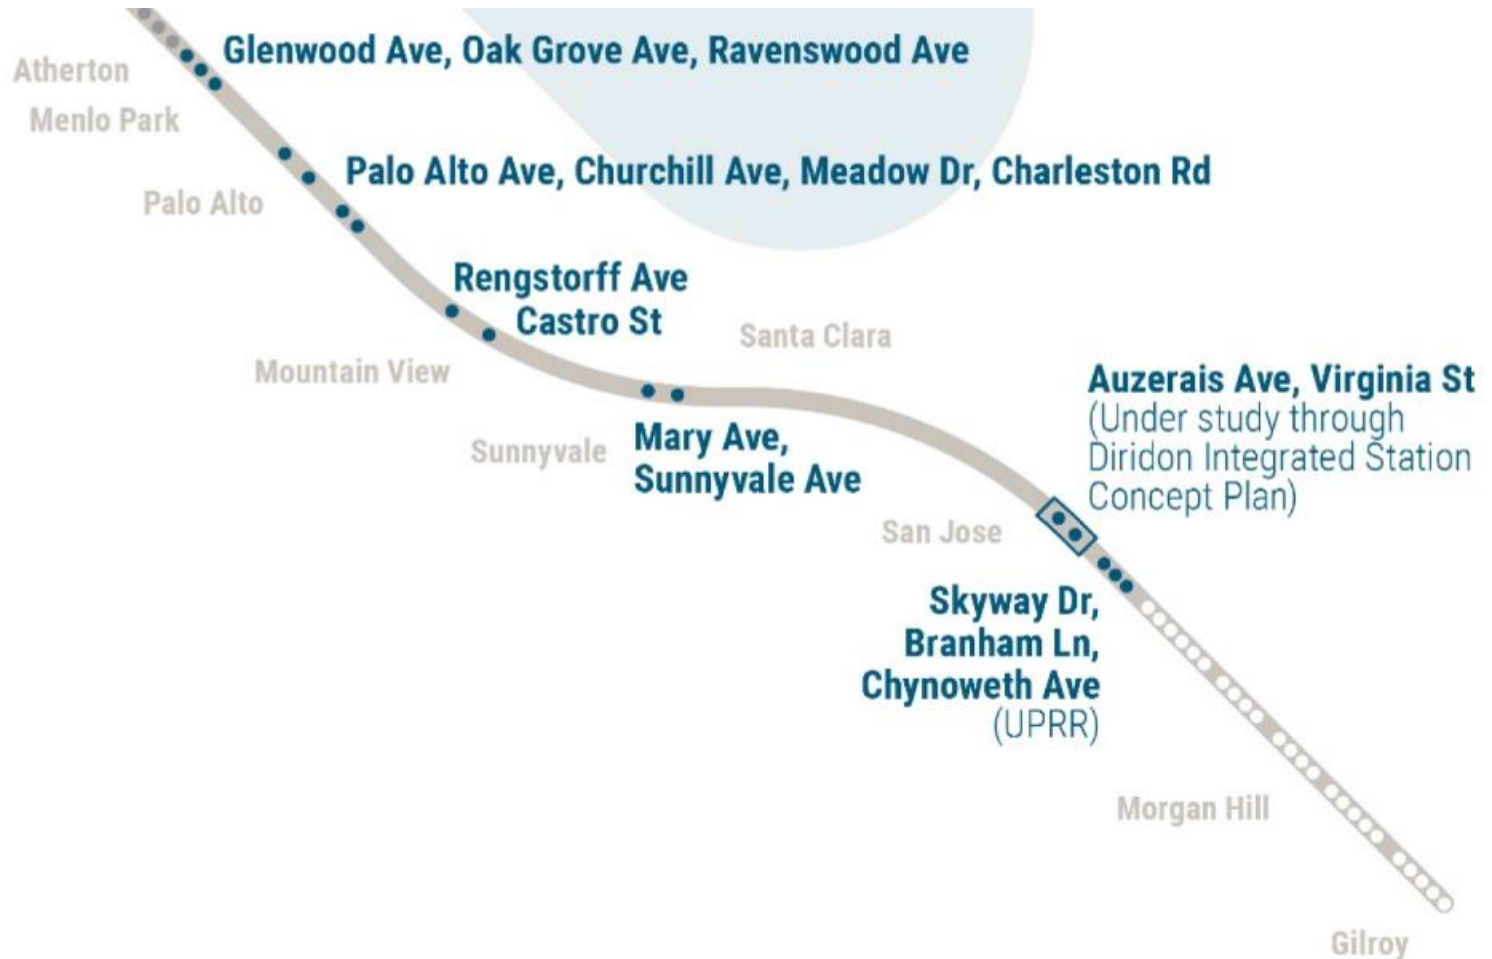 Glenwood Ave, Oak Grove Ave, Ravenswood Ave
Atherton
Menlo Park
Palo Alto Ave, Churchill Ave, Meadow Dr, Charleston Rd
Palo Alto
Rengstorff Ave
Castro St
Santa Clara
Mountain View
Auzerais Ave, Virginia St
(Under study through
Diridon Integrated Station
Concept Plan)
Mary Ave,
Sunnyvale Ave
Sunnyvale
San Jose
Skyway Dr,
Branham Ln,
Chynoweth Ave
(UPRR)
Morgan Hill
Gilroy